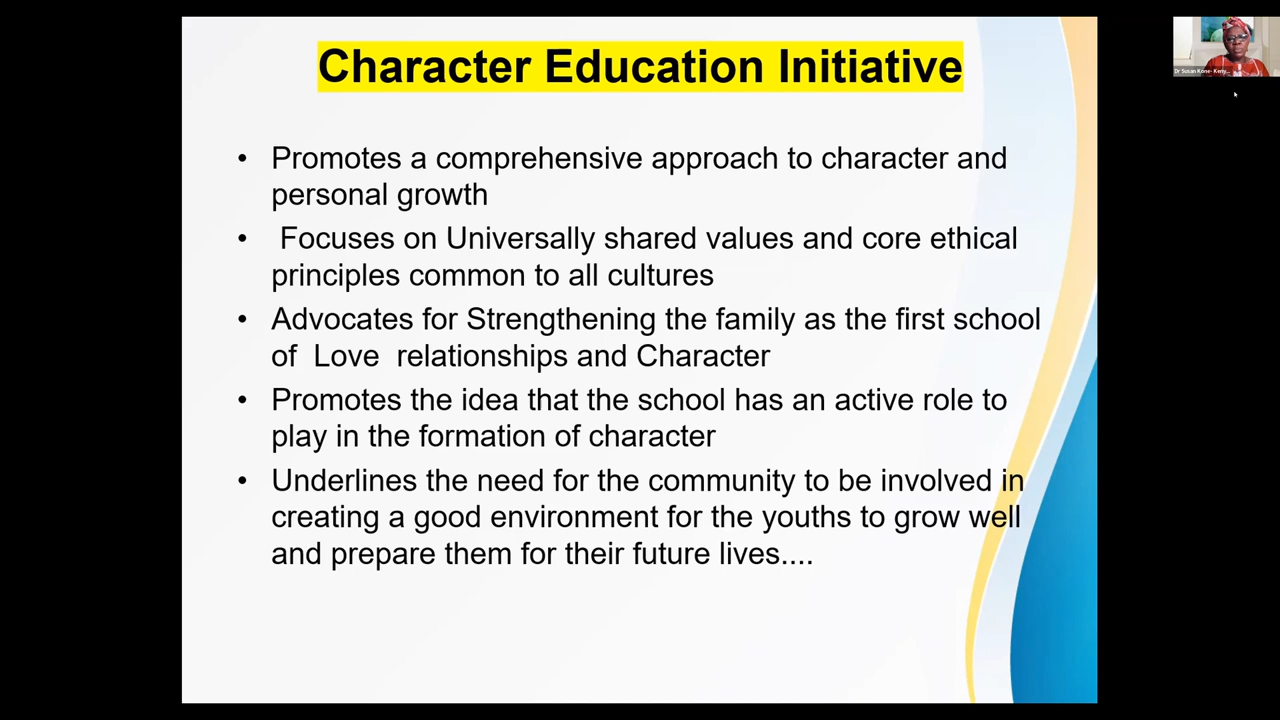 Character Education Initiative
• Promotes a comprehensive approach to character and
personal growth
• Focuses on Universally shared values and core ethical
principles common to all cultures
• Advocates for Strengthening the family as the first school
of Love relationships and Character
• Promotes the idea that the school has an active role to
play in the formation of character
• Underlines the need for the community to be involved in
creating a good environment for the youths to grow well
and prepare them for their future lives....
Dr Susan Kone- Keny...